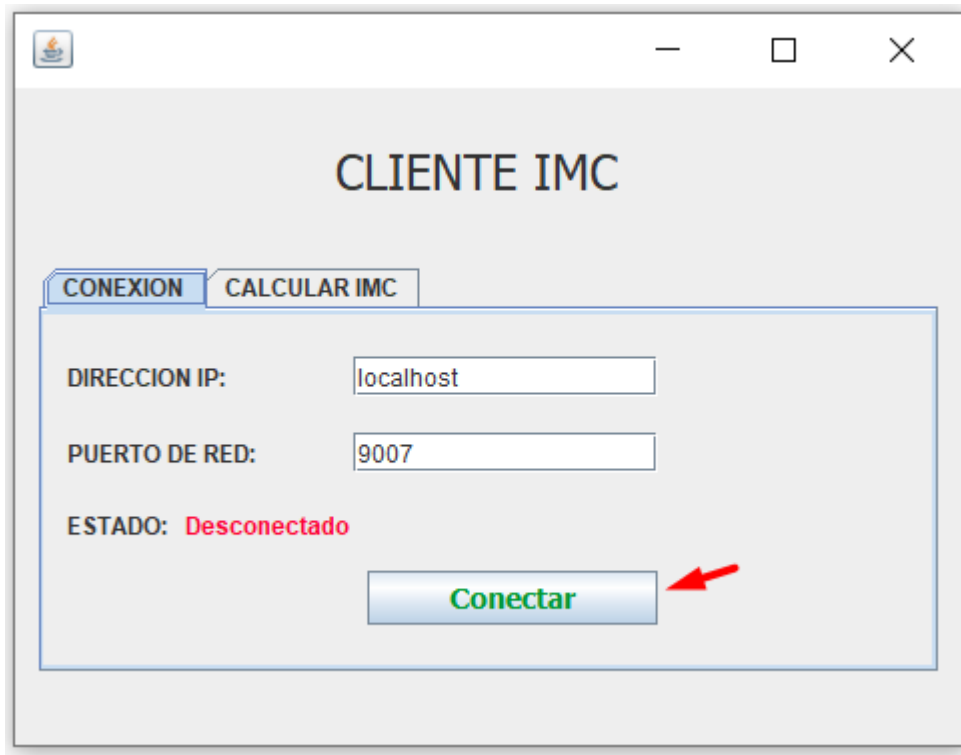 CLIENTE IMC
CONEXION CALCULAR IMC
DIRECCION IP: localhost
PUERTO DE RED: 9007
ESTADO: Desconectado
Conectar